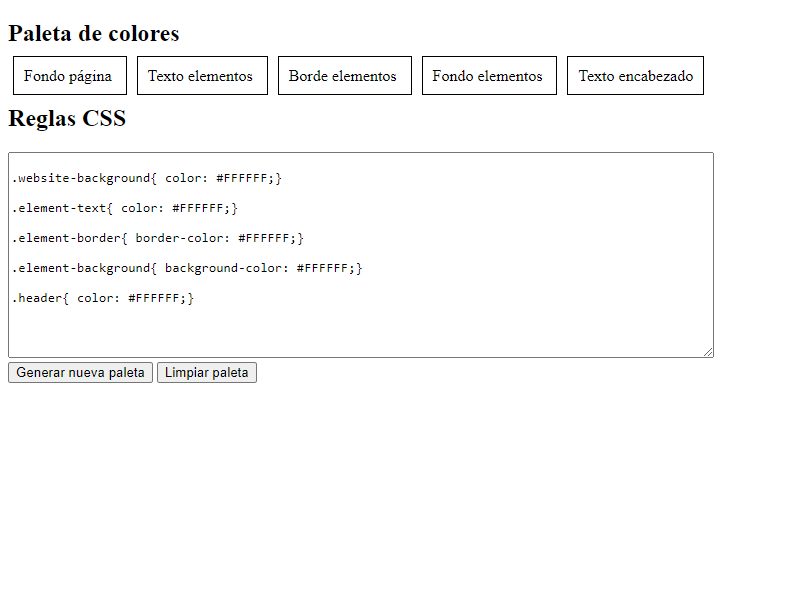 Paleta de colores
Fondo página Texto elementos Borde elementos Fondo elementos Texto encabezado
Reglas CSS
.website-background{ color: #FFFFFF;}
.element-text{ color: #FFFFFF;}
.element-border{ border-color: #FFFFFF;}
.element-background{ background-color: #FFFFFF;}
.header{ color: #FFFFFF;}
Generar nueva paleta Limpiar paleta